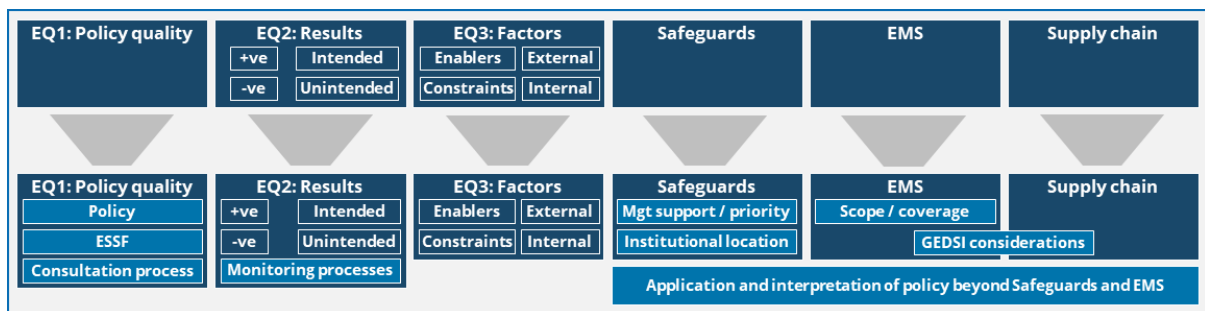 EQ1: Policy quality
EQ2: Results
+ve
Intended
-ve
Unintended
EQ3: Factors
Enablers
External
Constraints
Internal
Safeguards
EMS
Supply chain
EQ1: Policy quality
Policy
ESSF
Consultation process
EQ2: Results
+ve
Intended
-ve
Unintended
Monitoring processes
EQ3: Factors
Enablers
External
Constraints
Internal
Safeguards
Mgt support / priority
Institutional location
EMS
Scope / coverage
Supply chain
GEDSI considerations
Application and interpretation of policy beyond Safeguards and EMS